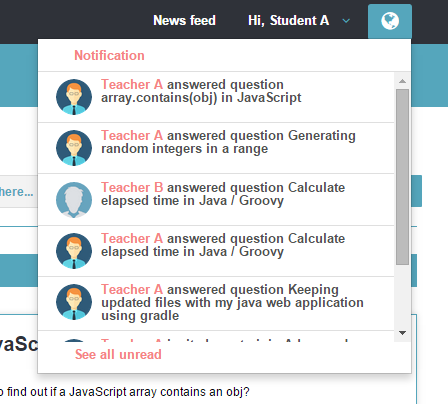 News feed Hi, Student A
Notification
Teacher A answered question
array.contains(obj) in JavaScript
Teacher A answered question Generating
random integers in a range
here...
Teacher B answered question Calculate
elapsed time in Java / Groovy
Teacher A answered question Calculate
elapsed time in Java / Groovy
Teacher A answered question Keeping
updated files with my java web application
using gradle
Teacher A
See all unread
o find out if a JavaScript array contains an obj?